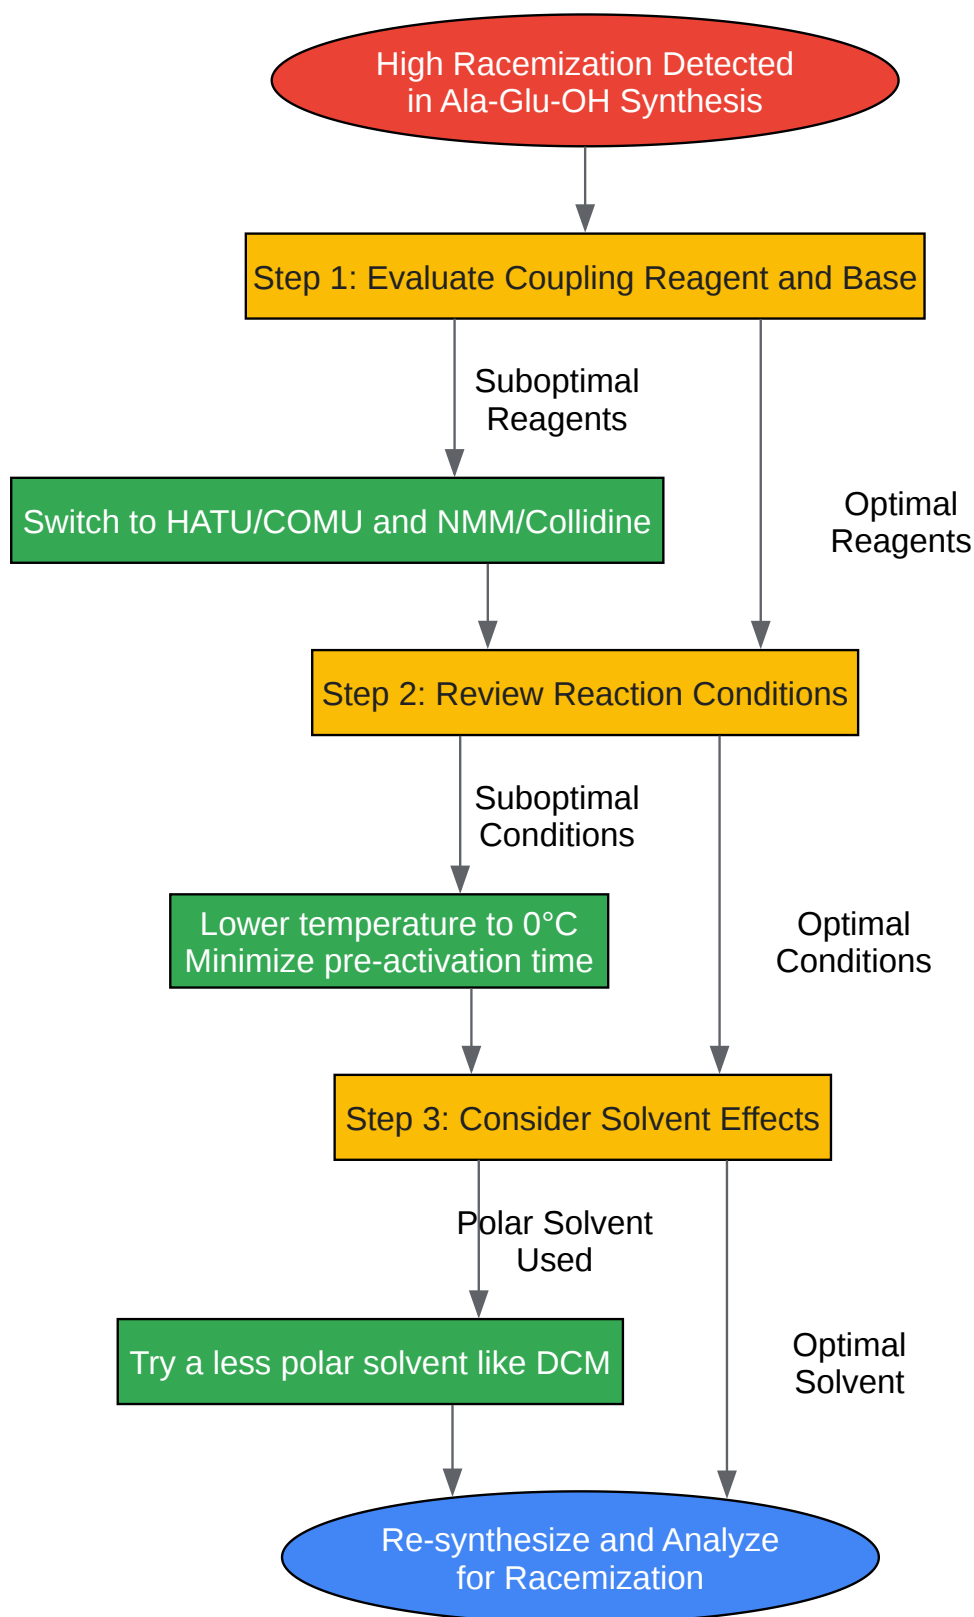 High Racemization Detected
in Ala-Glu-OH Synthesis
Step 1: Evaluate Coupling Reagent and Base
Suboptimal
Reagents
Optimal
Reagents
Switch to HATU/COMU and NMM/Collidine
Step 2: Review Reaction Conditions
Suboptimal
Conditions
Optimal
Conditions
Lower temperature to 0°C
Minimize pre-activation time
Step 3: Consider Solvent Effects
Polar Solvent
Used
Optimal
Solvent
Try a less polar solvent like DCM
Re-synthesize and Analyze
for Racemization